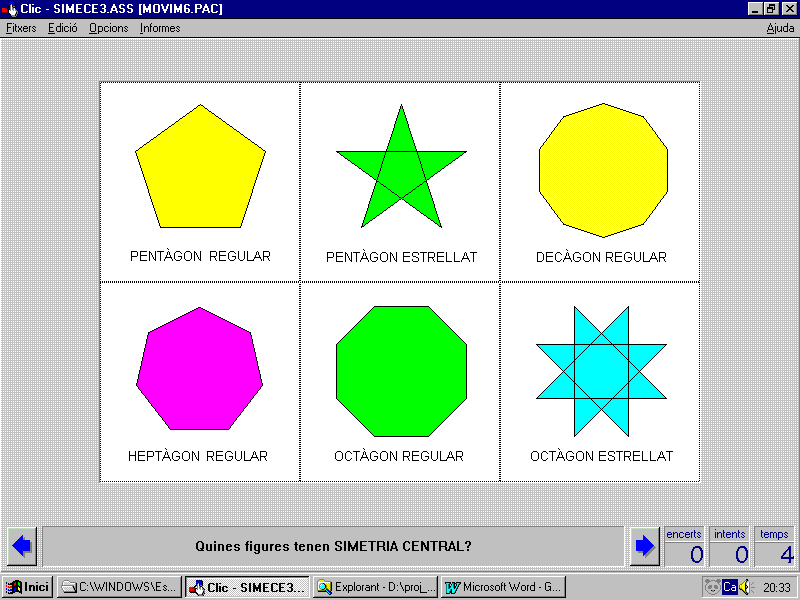 Clic - SIMECE3.ASS [MOVIM6.PAC]
Fitxers Edició Opcions Informes Ajuda
PENTÀGON REGULAR PENTÀGON ESTRELLAT DECÀGON REGULAR
HEPTÀGON REGULAR OCTÀGON REGULAR OCTÀGON ESTRELLAT
Quines figures tenen SIMETRIA CENTRAL?
encerts intents temps
0 0 4
Inici C:\WINDOWS\Es... Clic - SIMECE3... Explorant - D:\proj_... Microsoft Word - G... Ca 20:33